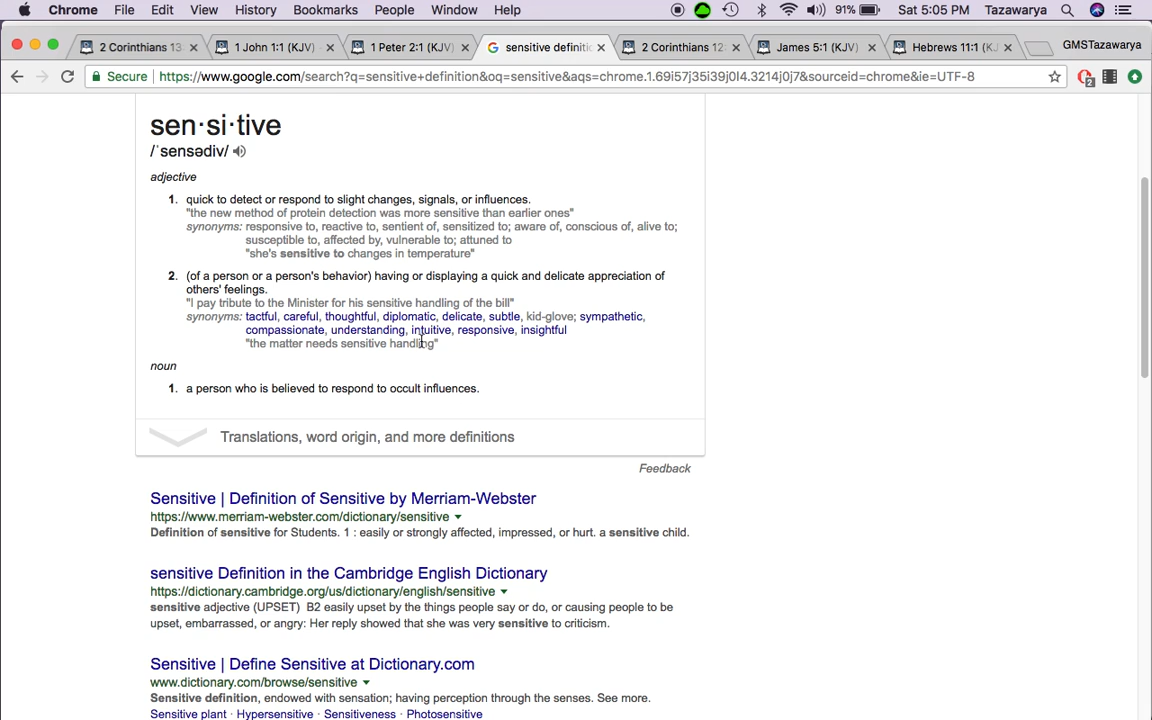 Chrome File Edit View History Bookmarks People Window Help 91% Sat 5:05 PM Tazawarya
2 Corinthians 13 × 1 John 1:1 (KJV) × 1 Peter 2:1 (KJV) × sensitive definitio × 2 Corinthians 12 × James 5:1 (KJV) × Hebrews 11:1 (KJ × GMSTazawarya
Secure https://www.google.com/search?q=sensitive+definition&oq=sensitive&aqs=chrome.1.69i57j35i39j0l4.3214j0j7&sourceid=chrome&ie=UTF-8 2
sen·si·tive
/ˈsensədiv/
adjective
1. quick to detect or respond to slight changes, signals, or influences.
"the new method of protein detection was more sensitive than earlier ones"
synonyms: responsive to, reactive to, sentient of, sensitized to; aware of, conscious of, alive to;
susceptible to, affected by, vulnerable to; attuned to
"she's sensitive to changes in temperature"
2. (of a person or a person's behavior) having or displaying a quick and delicate appreciation of
others' feelings.
"I pay tribute to the Minister for his sensitive handling of the bill"
synonyms: tactful, careful, thoughtful, diplomatic, delicate, subtle, kid-glove; sympathetic,
compassionate, understanding, intuitive, responsive, insightful
"the matter needs sensitive handling"
noun
1. a person who is believed to respond to occult influences.
Translations, word origin, and more definitions
Feedback
Sensitive | Definition of Sensitive by Merriam-Webster
https://www.merriam-webster.com/dictionary/sensitive
Definition of sensitive for Students. 1 : easily or strongly affected, impressed, or hurt. a sensitive child.
sensitive Definition in the Cambridge English Dictionary
https://dictionary.cambridge.org/us/dictionary/english/sensitive
sensitive adjective (UPSET) B2 easily upset by the things people say or do, or causing people to be
upset, embarrassed, or angry: Her reply showed that she was very sensitive to criticism.
Sensitive | Define Sensitive at Dictionary.com
www.dictionary.com/browse/sensitive
Sensitive definition, endowed with sensation; having perception through the senses. See more.
Sensitive plant · Hypersensitive · Sensitiveness · Photosensitive